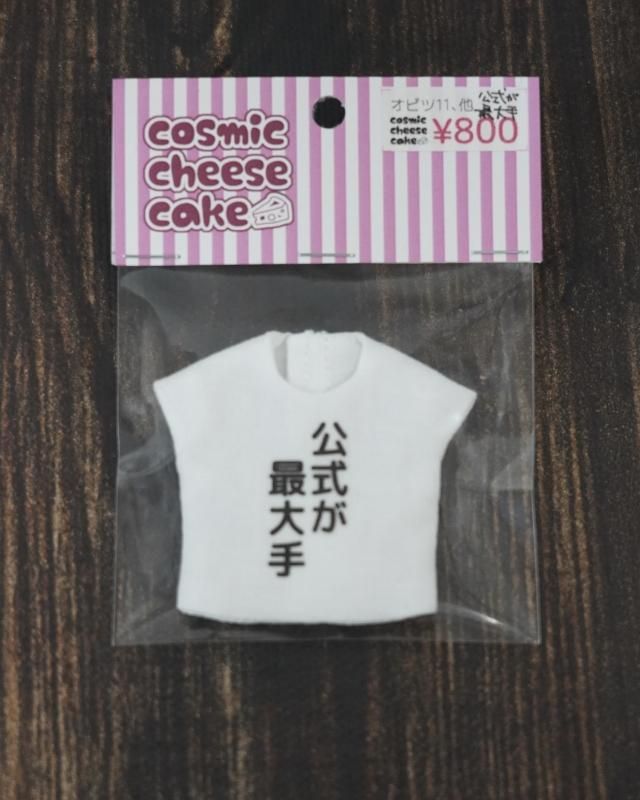 cosmic
cheese
cake
オビツ11、他
公式が
最大手
cosmic
cheese
cake
¥800
公式が
最大手